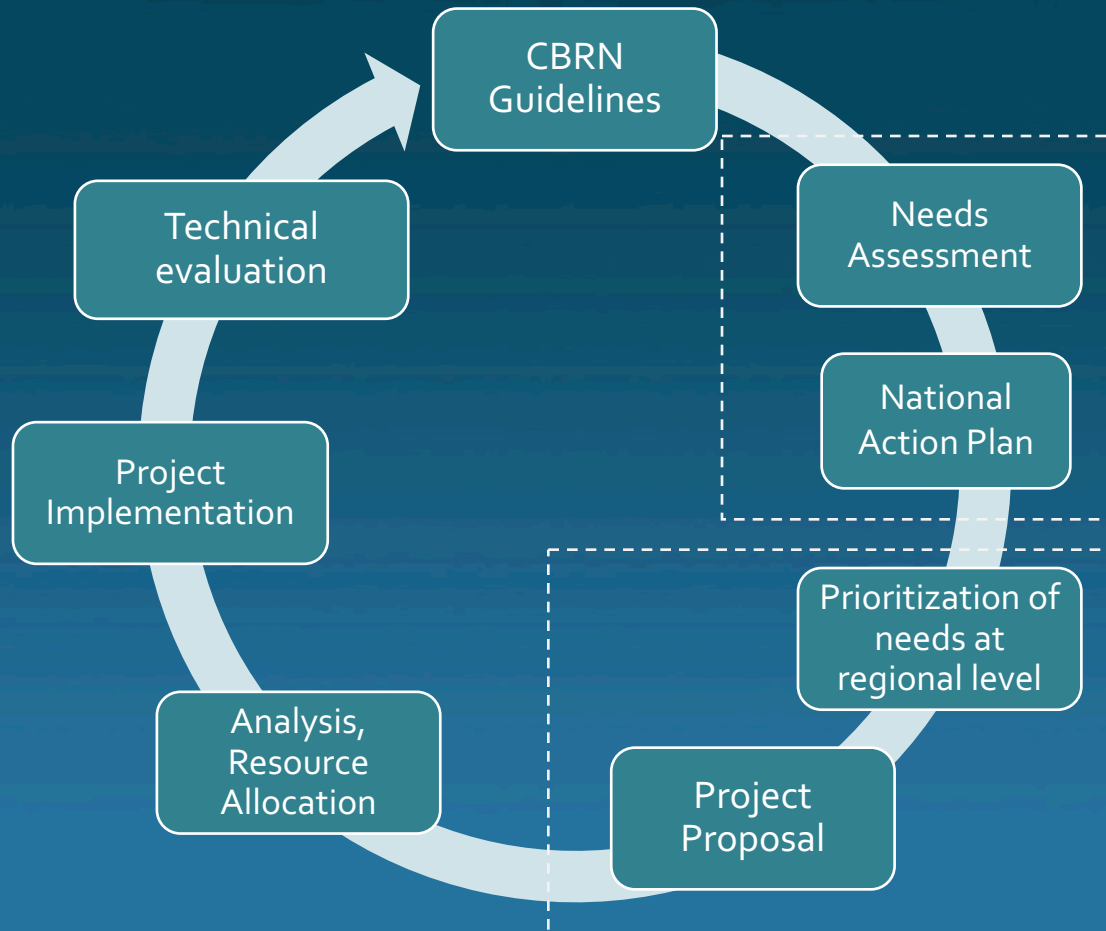 CBRN
Guidelines
Needs
Assessment
National
Action Plan
Prioritization of
needs at
regional level
Project
Proposal
Analysis,
Resource
Allocation
Project
Implementation
Technical
evaluation